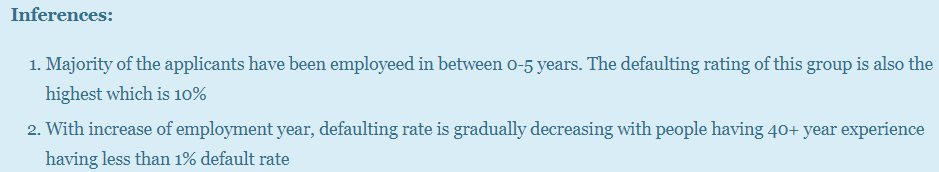 Inferences:
1. Majority of the applicants have been employeed in between 0-5 years. The defaulting rating of this group is also the
highest which is 10%
2. With increase of employment year, defaulting rate is gradually decreasing with people having 40+ year experience
having less than 1% default rate